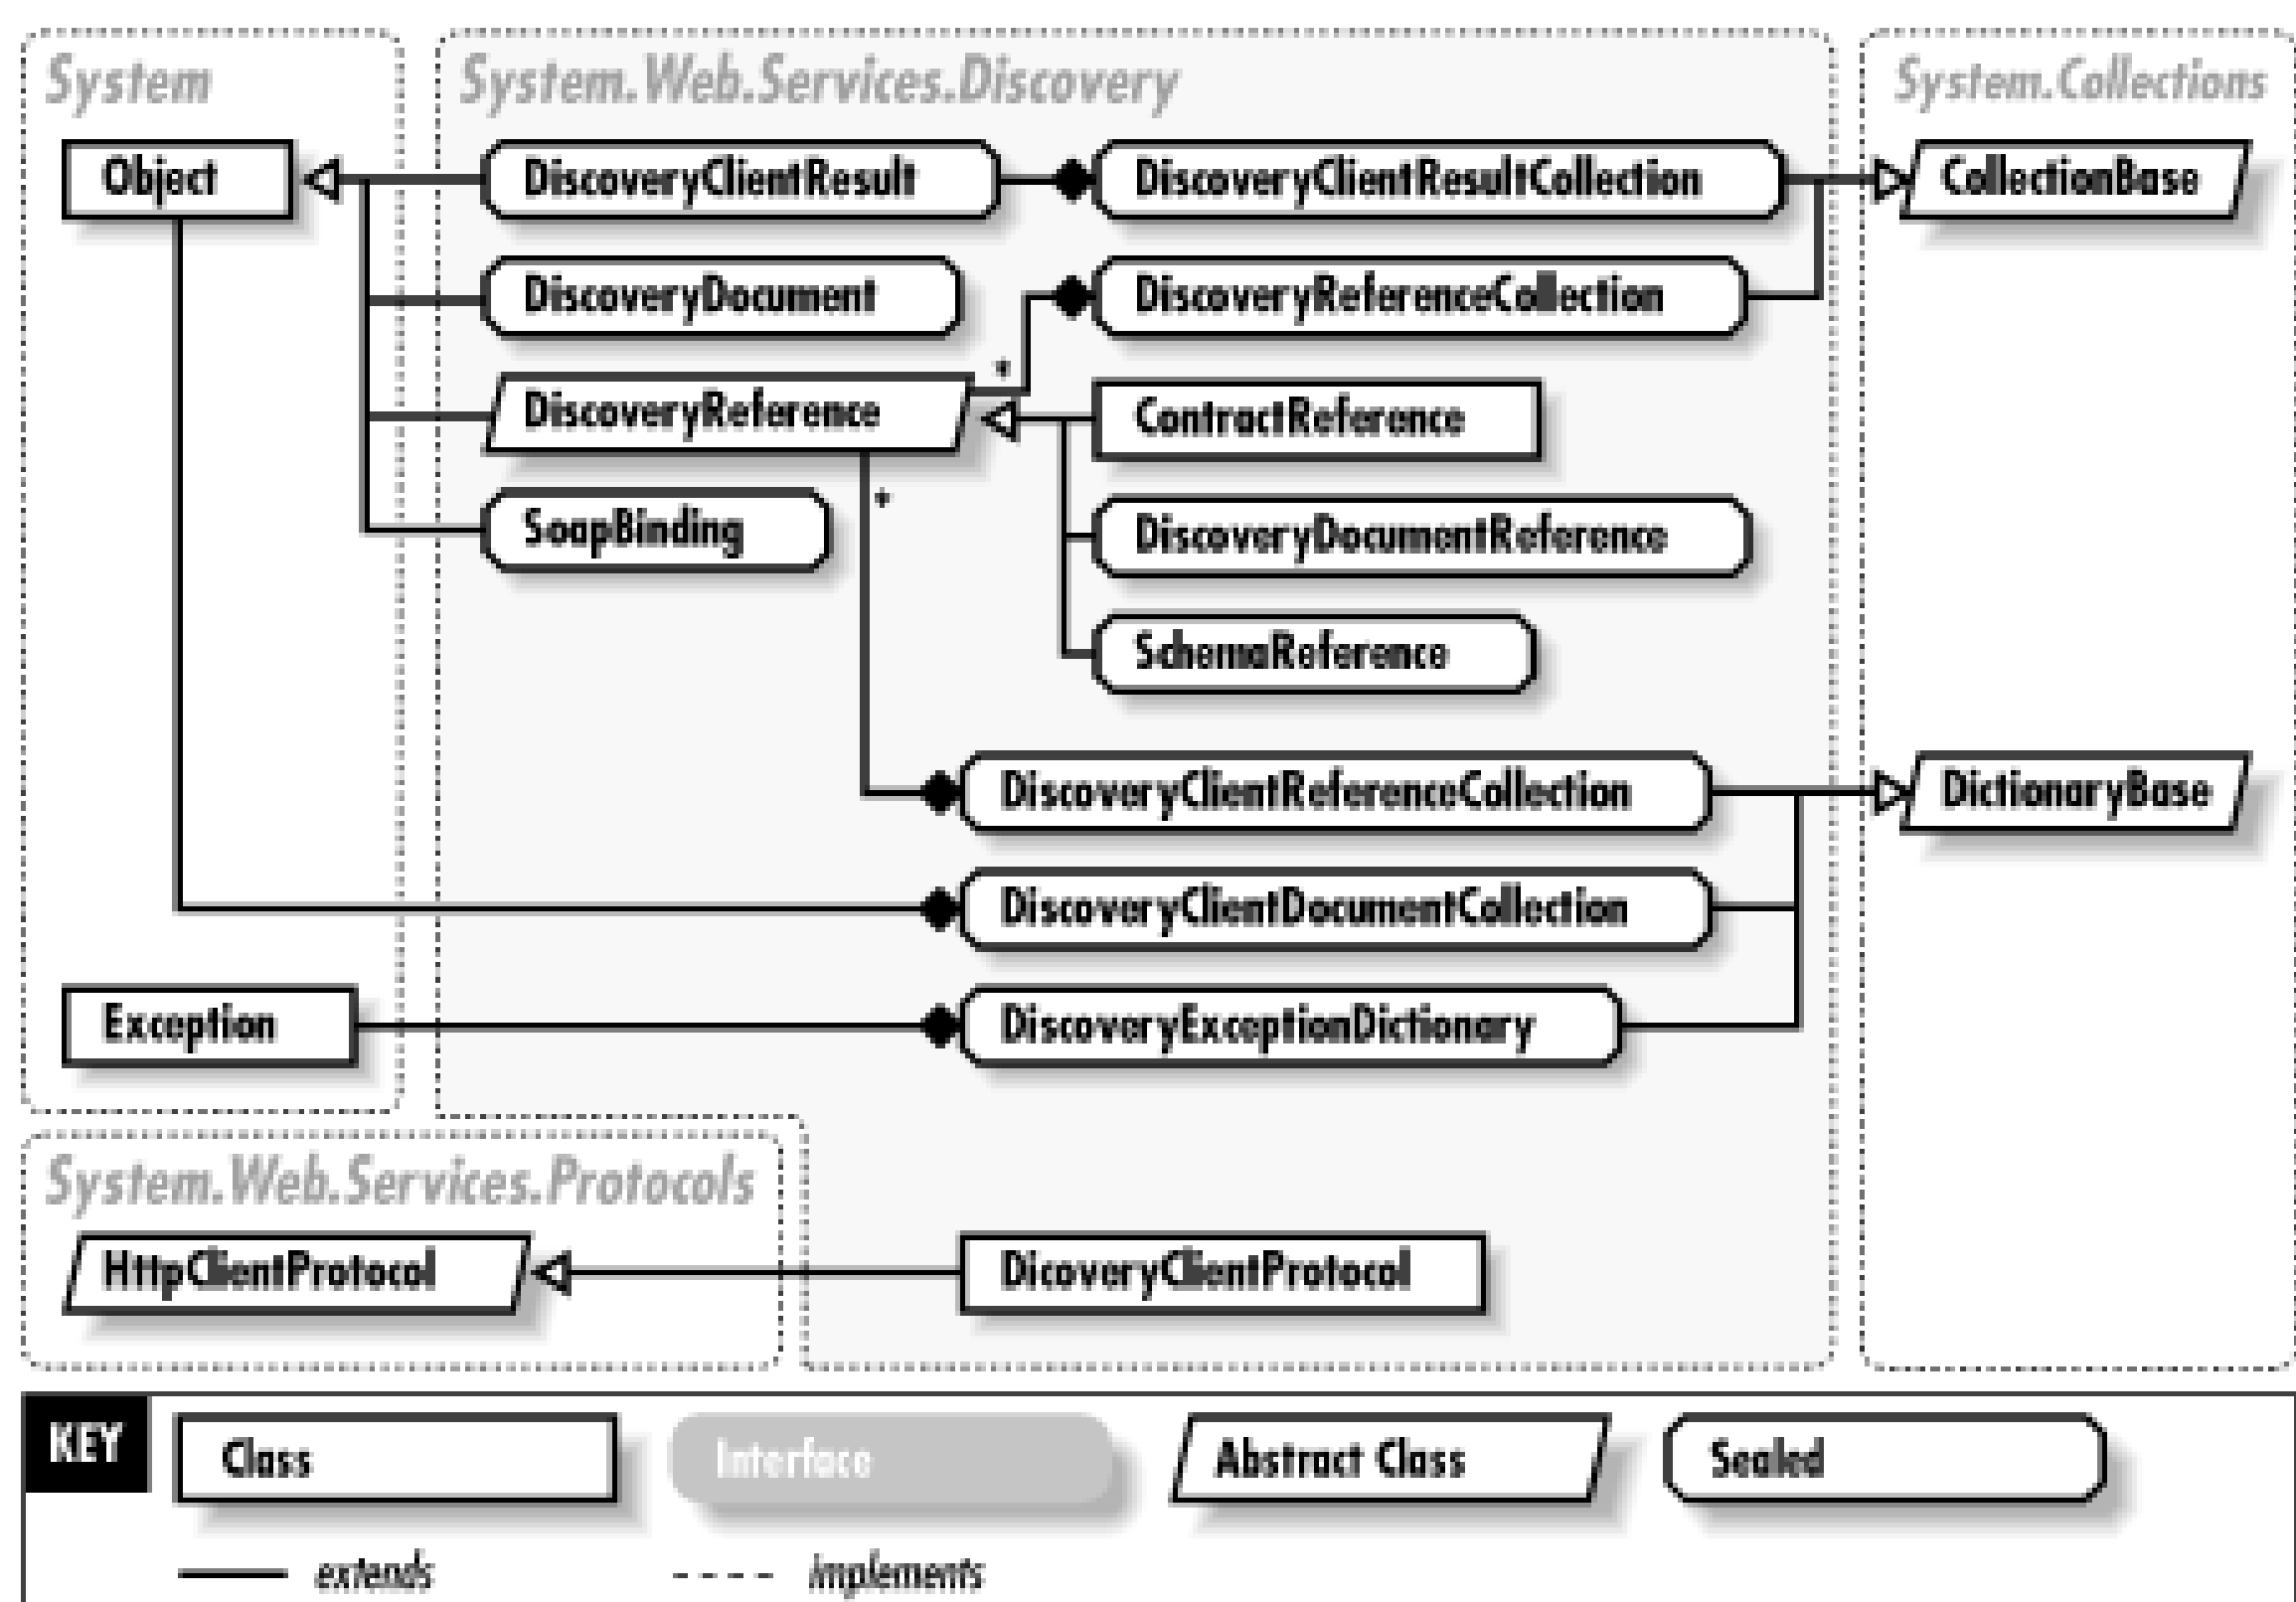 System
System.Web.Services.Discovery
System.Collections
Object
DiscoveryClientResult
DiscoveryClientResultCollection
CollectionBase
DiscoveryDocument
DiscoveryReferenceCollection
*
DiscoveryReference
ContractReference
*
SoapBinding
DiscoveryDocumentReference
SchemaReference
DiscoveryClientReferenceCollection
DictionaryBase
DiscoveryClientDocumentCollection
Exception
DiscoveryExceptionDictionary
System.Web.Services.Protocols
HttpClientProtocol
DicoveryClientProtocol
KEY
Class
Interface
Abstract Class
Sealed
extends
implements